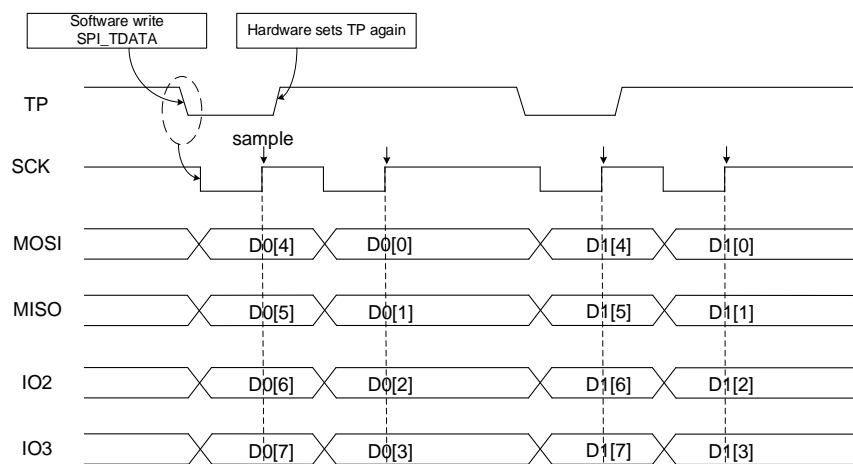 Software write
SPI_TDATA
Hardware sets TP again
TP
sample
SCK
MOSI D0[4] D0[0] D1[4] D1[0]
MISO D0[5] D0[1] D1[5] D1[1]
IO2 D0[6] D0[2] D1[6] D1[2]
IO3 D0[7] D0[3] D1[7] D1[3]